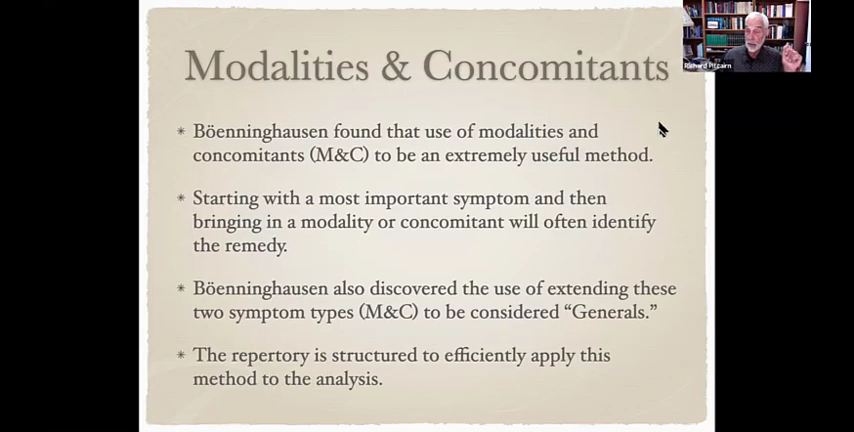 Modalities & Concomitants
Richard Pitcairn
* Böenninghausen found that use of modalities and
concomitants (M&C) to be an extremely useful method.
* Starting with a most important symptom and then
bringing in a modality or concomitant will often identify
the remedy.
* Böenninghausen also discovered the use of extending these
two symptom types (M&C) to be considered “Generals.”
* The repertory is structured to efficiently apply this
method to the analysis.